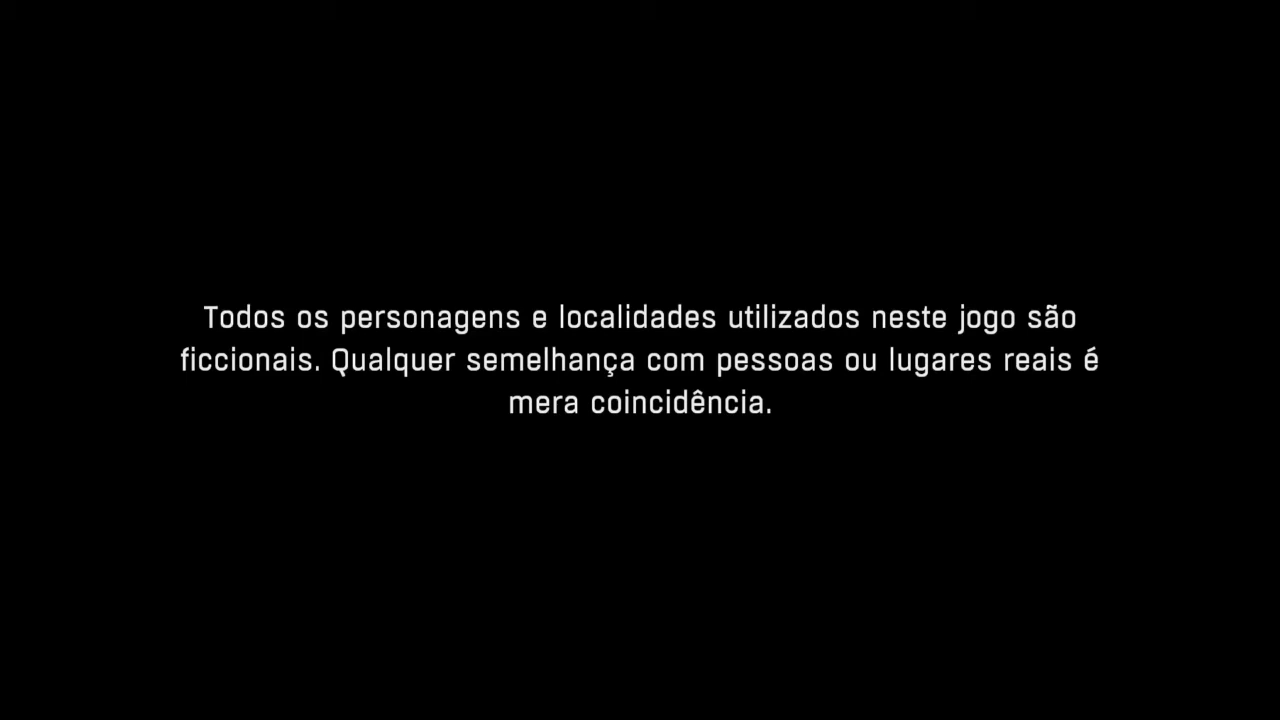 Todos os personagens e localidades utilizados neste jogo são
ficcionais. Qualquer semelhança com pessoas ou lugares reais é
mera coincidência.